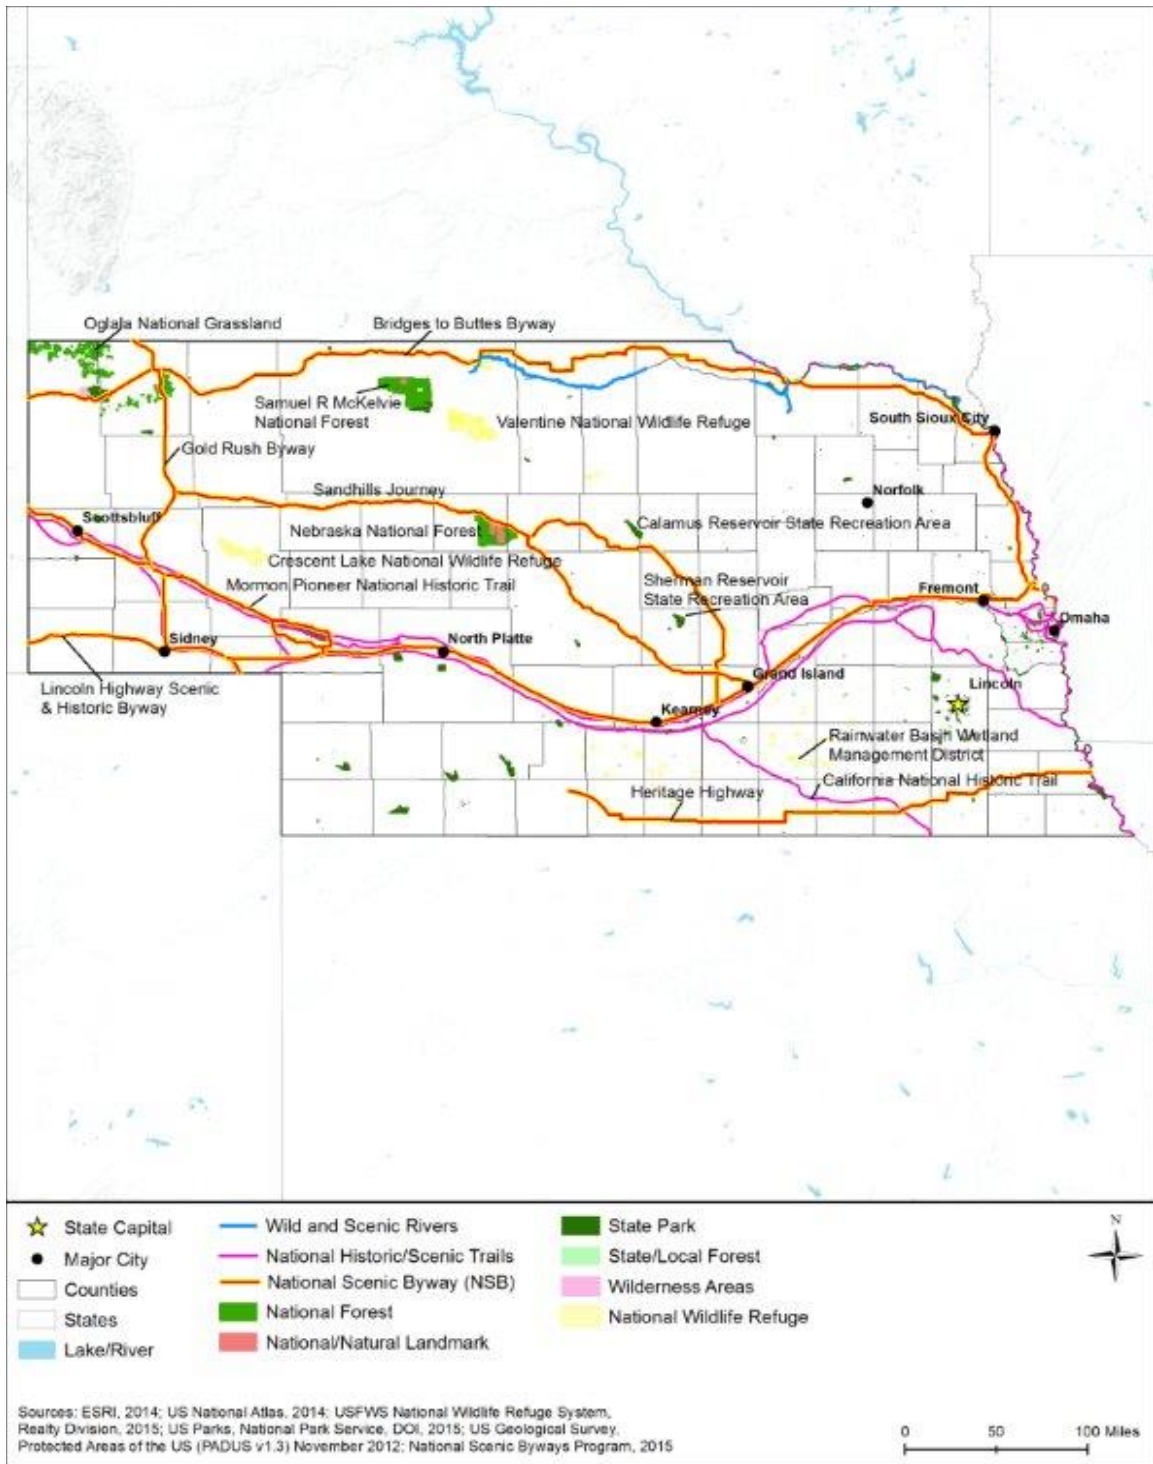 Oglala National Grassland
Bridges to Buttes Byway
Samuel R McKelvie
National Forest
Valentine National Wildlife Refuge
South Sioux City
Gold Rush Byway
Sandhills Journey
Norfolk
Scottsbluff
Nebraska National Forest
Calamus Reservoir State Recreation Area
Crescent Lake National Wildlife Refuge
Mormon Pioneer National Historic Trail
Sherman Reservoir
State Recreation Area
Fremont
Omaha
Sidney
North Platte
Lincoln Highway Scenic
& Historic Byway
Grand Island
Lincoln
Kearney
Rainwater Basin Wetland
Management District
California National Historic Trail
Heritage Highway
State Capital
Major City
Counties
States
Lake/River
Wild and Scenic Rivers
National Historic/Scenic Trails
National Scenic Byway (NSB)
National Forest
National/Natural Landmark
State Park
State/Local Forest
Wilderness Areas
National Wildlife Refuge
N
Sources: ESRI, 2014; US National Atlas, 2014; USFWS National Wildlife Refuge System,
Realty Division, 2015; US Parks, National Park Service, DOI, 2015; US Geological Survey,
Protected Areas of the US (PADUS v1.3) November 2012; National Scenic Byways Program, 2015
0 50 100 Miles